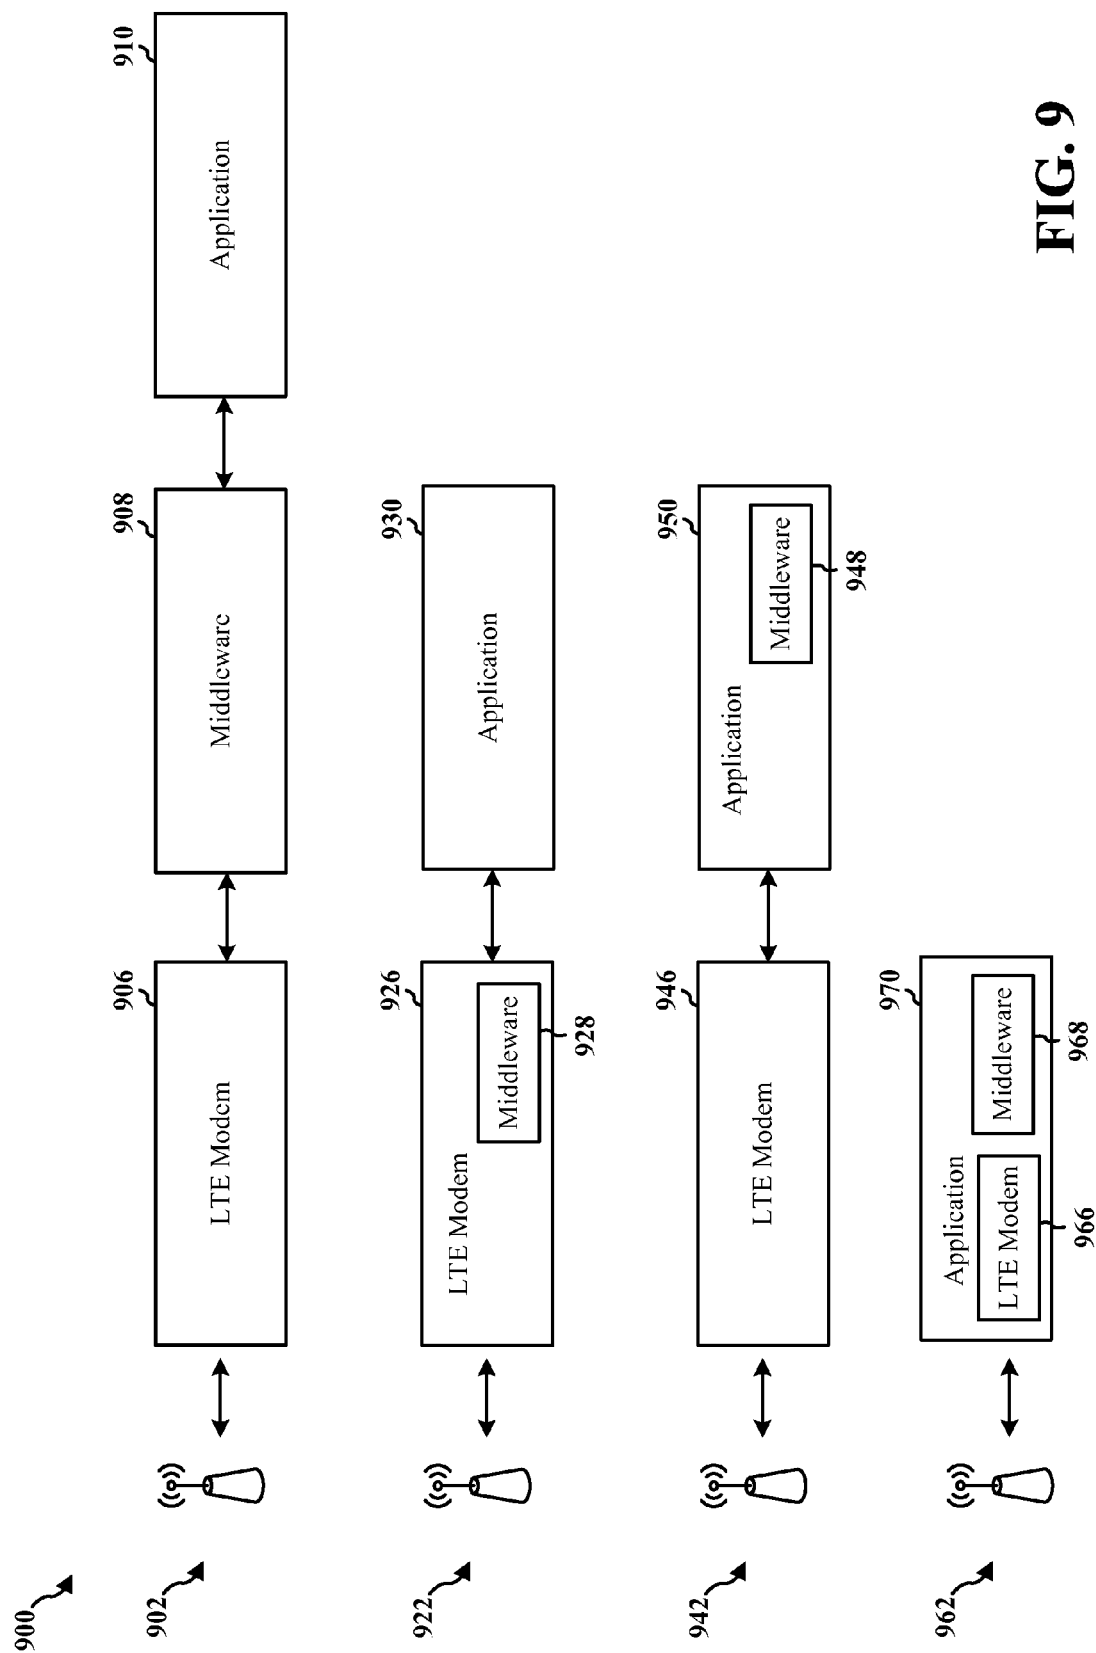 900
902
906
LTE Modem
908
Middleware
910
Application
922
926
LTE Modem
Middleware
928
930
Application
942
946
LTE Modem
950
Application
Middleware
948
962
970
Application
LTE Modem
966
Middleware
968
FIG. 9